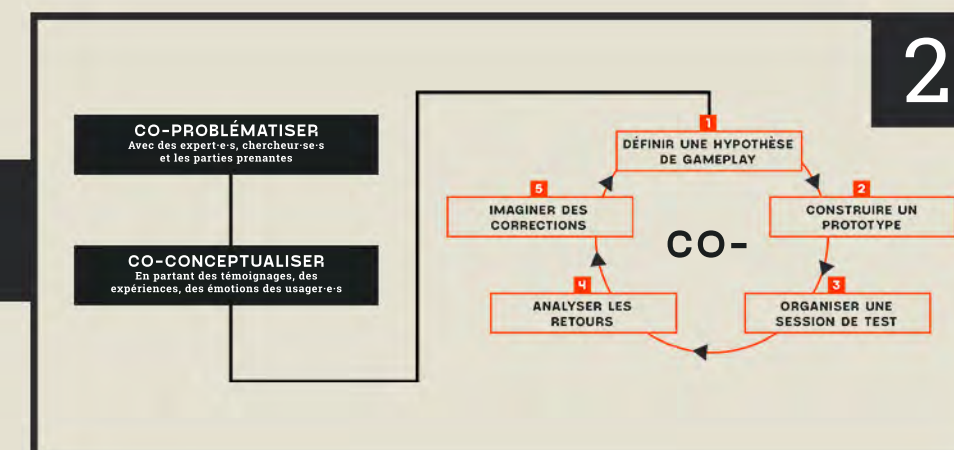 2
CO-PROBLÉMATISER
Avec des expert·e·s, chercheur·se·s
et les parties prenantes
CO-CONCEPTUALISER
En partant des témoignages, des
expériences, des émotions des usager·e·s
1
DÉFINIR UNE HYPOTHÈSE
DE GAMEPLAY
2
CONSTRUIRE UN
PROTOTYPE
3
ORGANISER UNE
SESSION DE TEST
4
ANALYSER LES
RETOURS
5
IMAGINER DES
CORRECTIONS
CO-